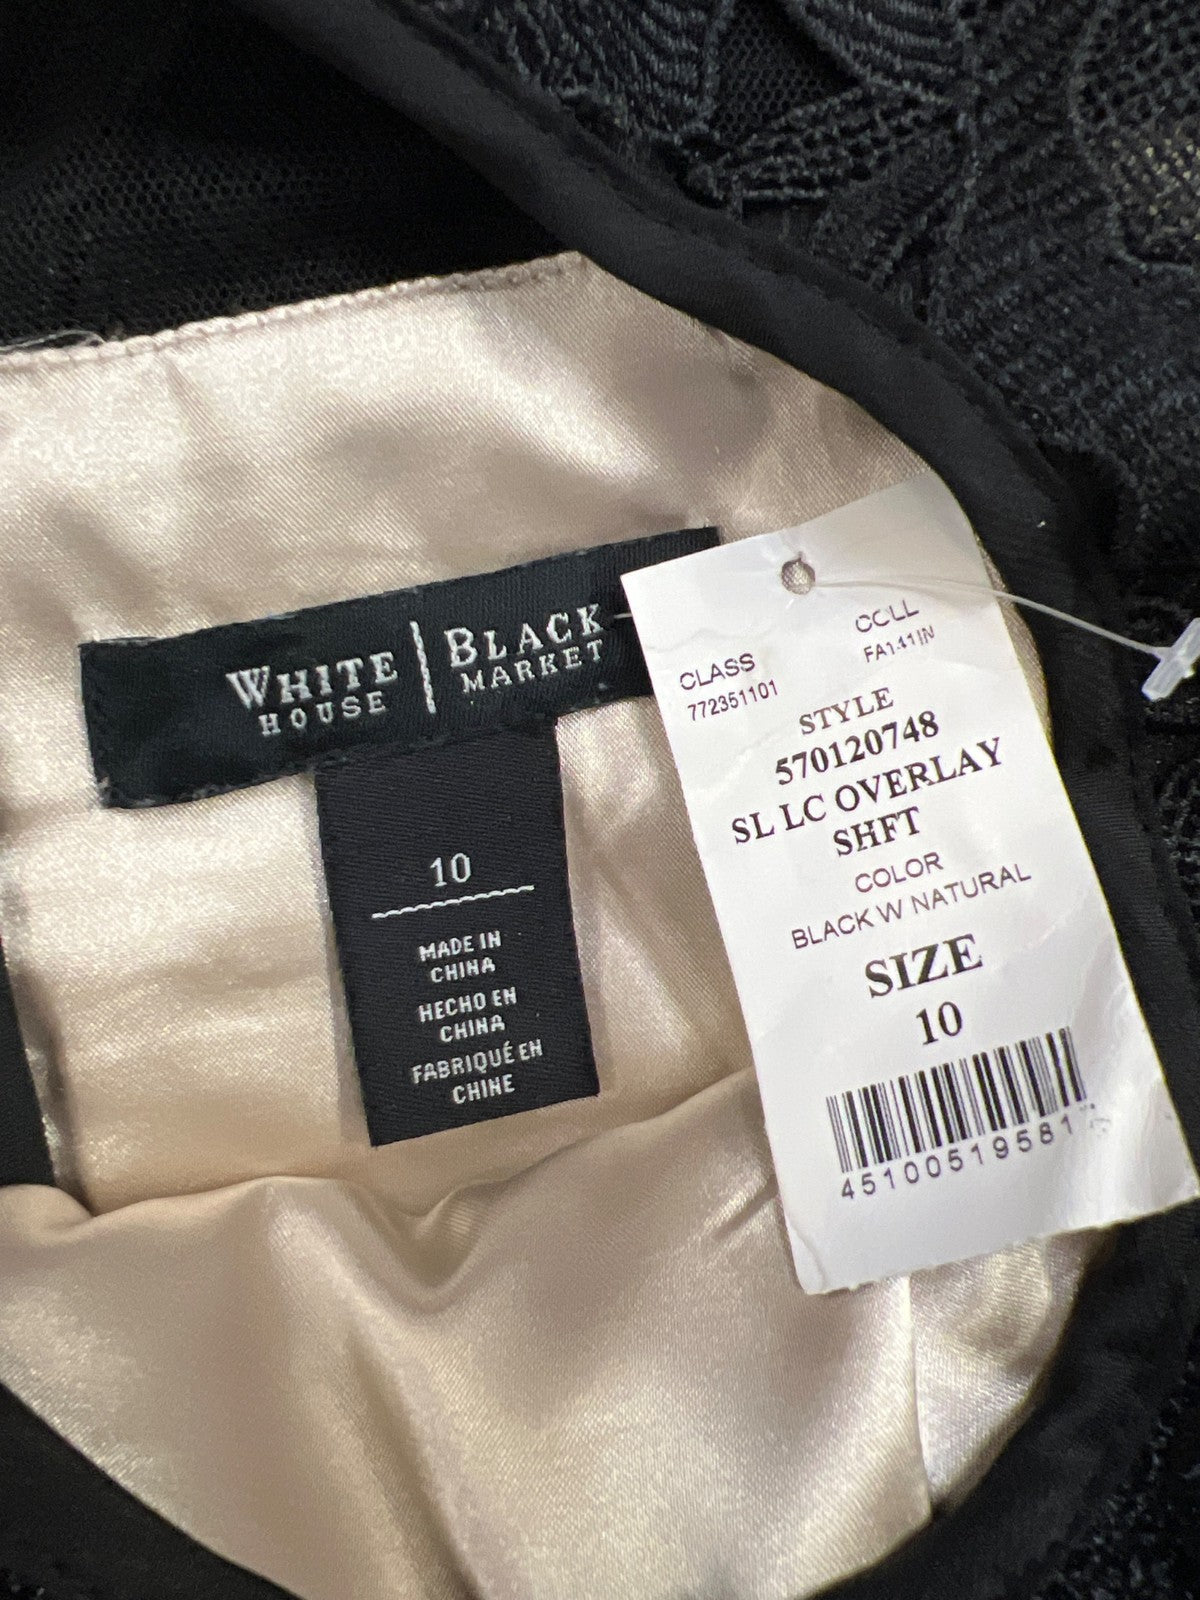 WHITE HOUSE | BLACK MARKET
10
MADE IN
CHINA
HECHO EN
CHINA
FABRIQUÉ EN
CHINE
CLASS
772351101
COLL
FA141IN
STYLE
570120748
SL LC OVERLAY
SHFT
COLOR
BLACK W NATURAL
SIZE
10
45100519581